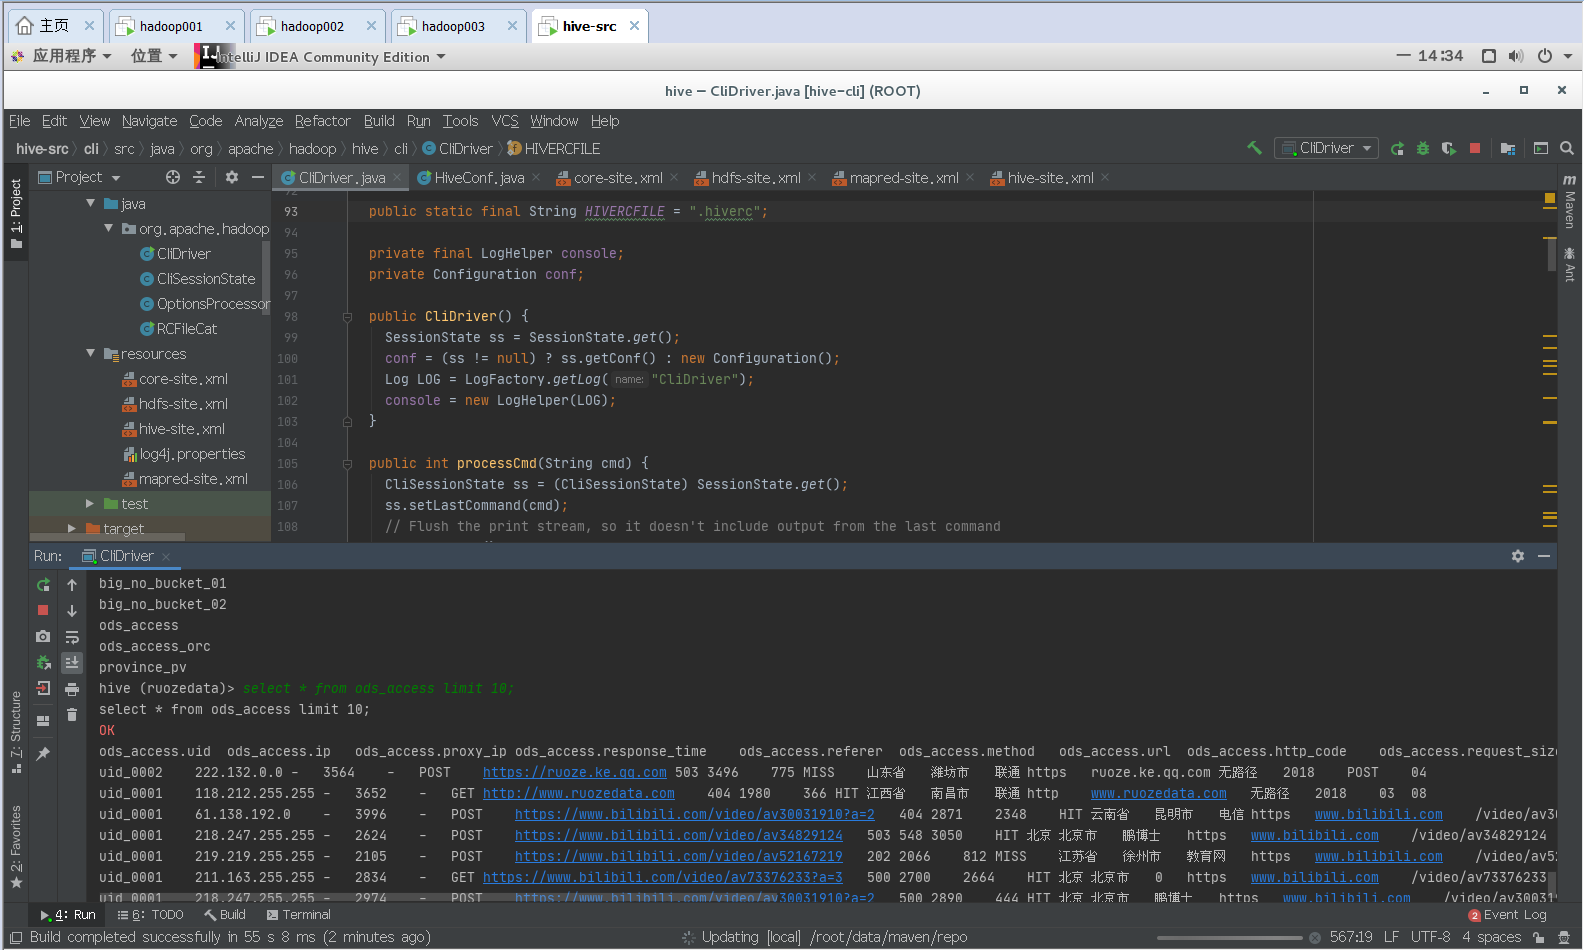 主页 hadoop001 hadoop002 hadoop003 hive-src
应用程序 位置 IntelliJ IDEA Community Edition 14:34
hive – CliDriver.java [hive-cli] (ROOT)
File Edit View Navigate Code Analyze Refactor Build Run Tools VCS Window Help
hive-src cli src java org apache hadoop hive cli CliDriver HIVERCFILE CliDriver
Project CliDriver.java HiveConf.java core-site.xml hdfs-site.xml mapred-site.xml hive-site.xml
1: Project
java
org.apache.hadoop
CliDriver
CliSessionState
OptionsProcessor
RCFileCat
resources
core-site.xml
hdfs-site.xml
hive-site.xml
log4j.properties
mapred-site.xml
test
target
92
93 public static final String HIVERCFILE = ".hiverc";
94
95 private final LogHelper console;
96 private Configuration conf;
97
98 public CliDriver() {
99 SessionState ss = SessionState.get();
100 conf = (ss != null) ? ss.getConf() : new Configuration();
101 Log LOG = LogFactory.getLog( name: "CliDriver");
102 console = new LogHelper(LOG);
103 }
104
105 public int processCmd(String cmd) {
106 CliSessionState ss = (CliSessionState) SessionState.get();
107 ss.setLastCommand(cmd);
108 // Flush the print stream, so it doesn't include output from the last command
m Maven
Ant
Run: CliDriver
big_no_bucket_01
big_no_bucket_02
ods_access
ods_access_orc
province_pv
hive (ruozedata)> select * from ods_access limit 10;
select * from ods_access limit 10;
OK
ods_access.uid ods_access.ip ods_access.proxy_ip ods_access.response_time ods_access.referer ods_access.method ods_access.url ods_access.http_code ods_access.request_size
uid_0002 222.132.0.0 - 3564 - POST https://ruoze.ke.qq.com 503 3496 775 MISS 山东省 潍坊市 联通 https ruoze.ke.qq.com 无路径 2018 POST 04
uid_0001 118.212.255.255 - 3652 - GET http://www.ruozedata.com 404 1980 366 HIT 江西省 南昌市 联通 http www.ruozedata.com 无路径 2018 03 08
uid_0001 61.138.192.0 - 3996 - POST https://www.bilibili.com/video/av30031910?a=2 404 2871 2348 HIT 云南省 昆明市 电信 https www.bilibili.com /video/av30
uid_0001 218.247.255.255 - 2624 - POST https://www.bilibili.com/video/av34829124 503 548 3050 HIT 北京 北京市 鹏博士 https www.bilibili.com /video/av34829124
uid_0001 219.219.255.255 - 2105 - POST https://www.bilibili.com/video/av52167219 202 2066 812 MISS 江苏省 徐州市 教育网 https www.bilibili.com /video/av52
uid_0001 211.163.255.255 - 2834 - GET https://www.bilibili.com/video/av73376233?a=3 500 2700 2664 HIT 北京 北京市 0 https www.bilibili.com /video/av73376233
uid_0001 218.247.255.255 - 2974 - POST https://www.bilibili.com/video/av30031910?a=2 500 2890 444 HIT 北京 北京市 鹏博士 https www.bilibili.com /video/av30031
7: Structure
2: Favorites
4: Run 6: TODO Build Terminal 2 Event Log
Build completed successfully in 55 s 8 ms (2 minutes ago) Updating [local] /root/data/maven/repo 567:19 LF UTF-8 4 spaces